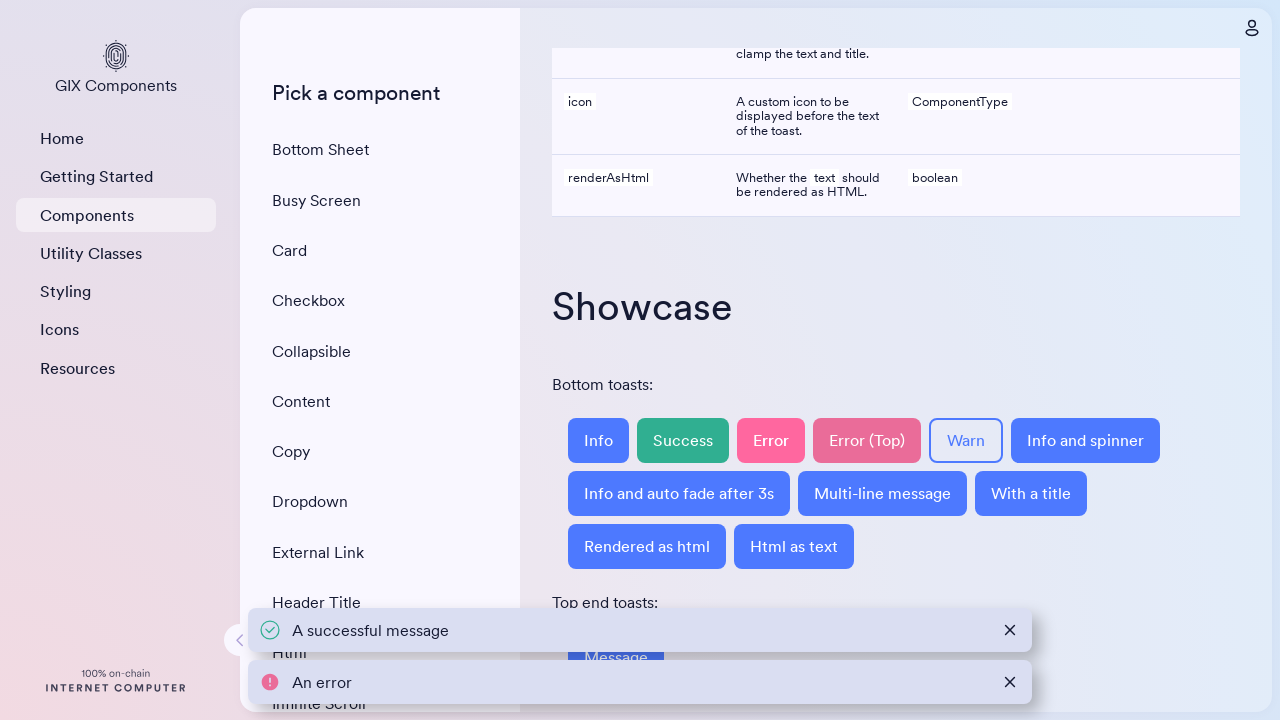 GIX Components
Home
Getting Started
Components
Utility Classes
Styling
Icons
Resources
100% on-chain
INTERNET COMPUTER
Pick a component
Bottom Sheet
Busy Screen
Card
Checkbox
Collapsible
Content
Copy
Dropdown
External Link
Header Title
Html
Infinite Scroll
clamp the text and title.
icon
A custom icon to be
displayed before the text
of the toast.
ComponentType
renderAsHtml
Whether the text should
be rendered as HTML.
boolean
Showcase
Bottom toasts:
Info
Success
Error
Error (Top)
Warn
Info and spinner
Info and auto fade after 3s
Multi-line message
With a title
Rendered as html
Html as text
Top end toasts:
Message
A successful message
An error